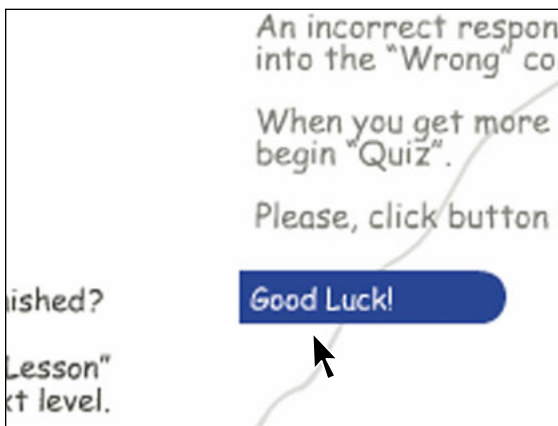 An incorrect respon
into the "Wrong" co
When you get more
begin "Quiz".
Please, click button
Good Luck!
ished?
Lesson"
xt level.